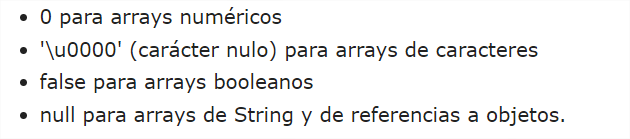 • 0 para arrays numéricos
• '\u0000' (carácter nulo) para arrays de caracteres
• false para arrays booleanos
• null para arrays de String y de referencias a objetos.